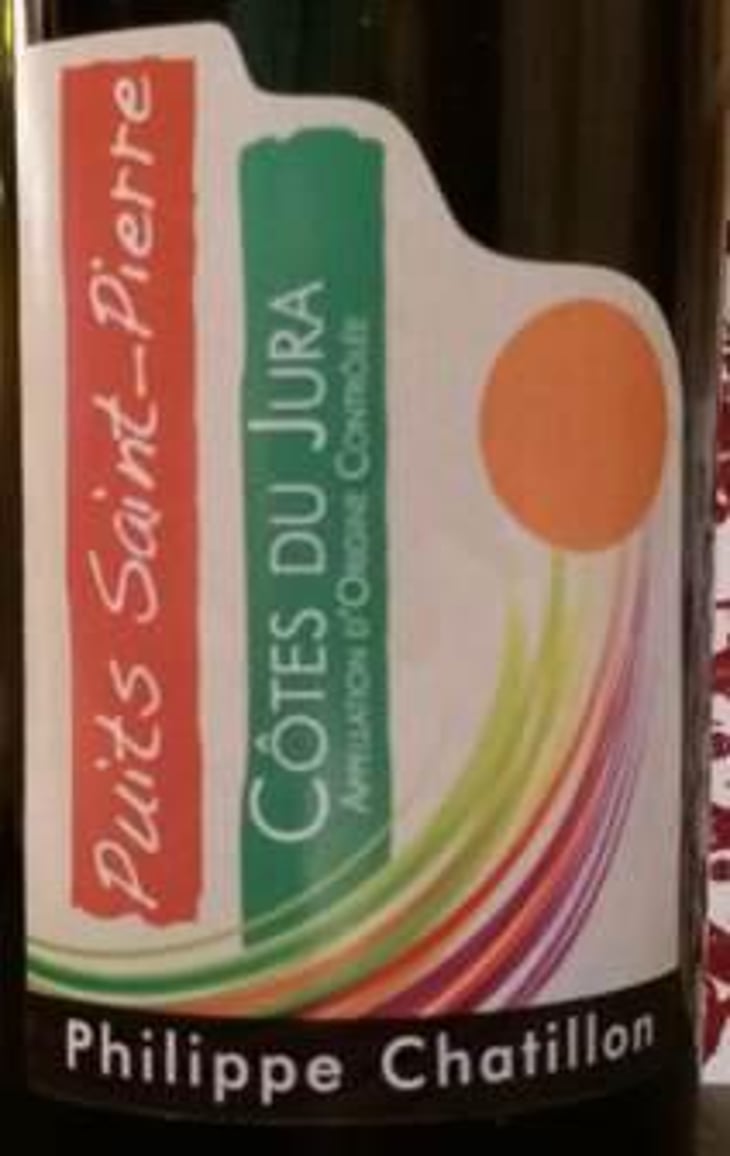 Puits Saint-Pierre
CÔTES DU JURA
APPELLATION D'ORIGINE CONTRÔLÉE
Philippe Chatillon